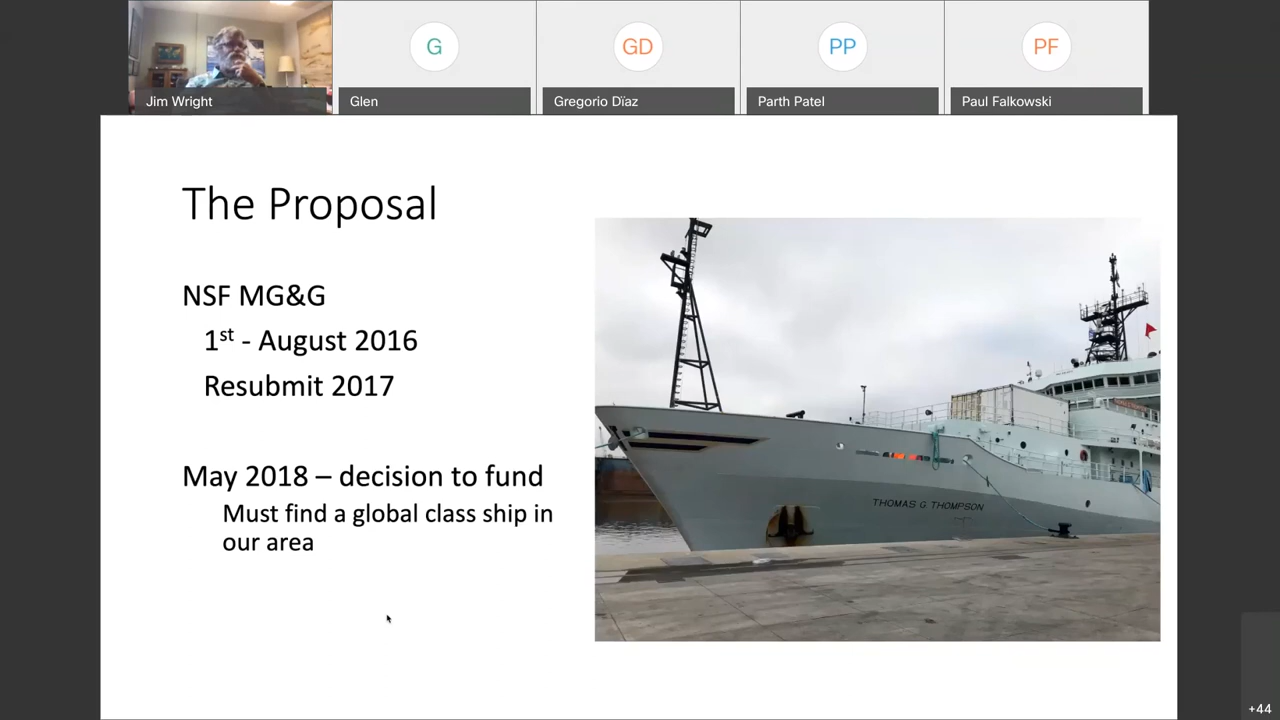 G
GD
PP
PF
Jim Wright
Glen
Gregorio Dïaz
Parth Patel
Paul Falkowski
The Proposal
NSF MG&G
1st - August 2016
Resubmit 2017
May 2018 – decision to fund
Must find a global class ship in
our area
THOMAS G THOMPSON
+44